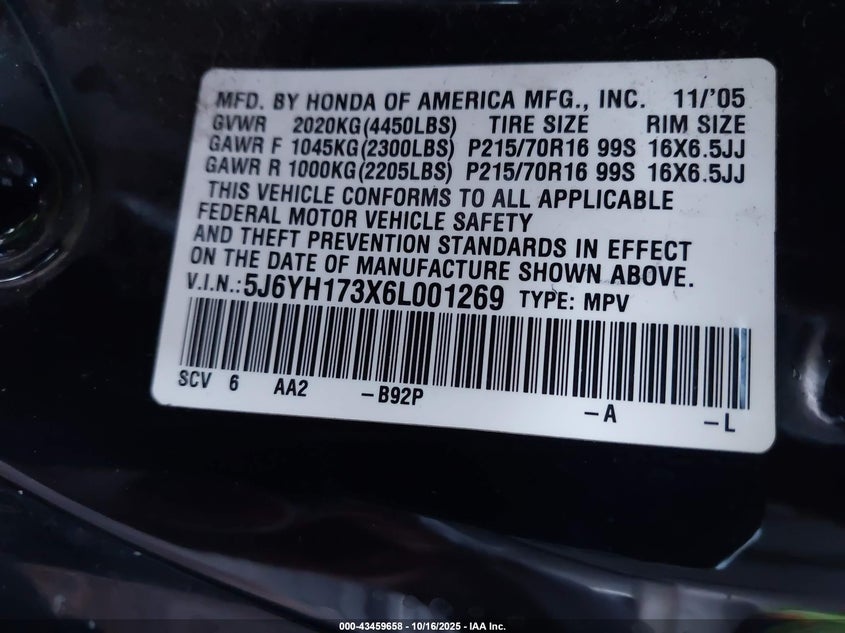 MFD. BY HONDA OF AMERICA MFG., INC. 11/'05
GVWR 2020KG(4450LBS) TIRE SIZE RIM SIZE
GAWR F 1045KG(2300LBS) P215/70R16 99S 16X6.5JJ
GAWR R 1000KG(2205LBS) P215/70R16 99S 16X6.5JJ
THIS VEHICLE CONFORMS TO ALL APPLICABLE
FEDERAL MOTOR VEHICLE SAFETY
AND THEFT PREVENTION STANDARDS IN EFFECT
ON THE DATE OF MANUFACTURE SHOWN ABOVE.
V.I.N.:5J6YH173X6L001269 TYPE: MPV
SCV 6 AA2 -B92P -A -L
000-43459658 - 10/16/2025 - IAA Inc.